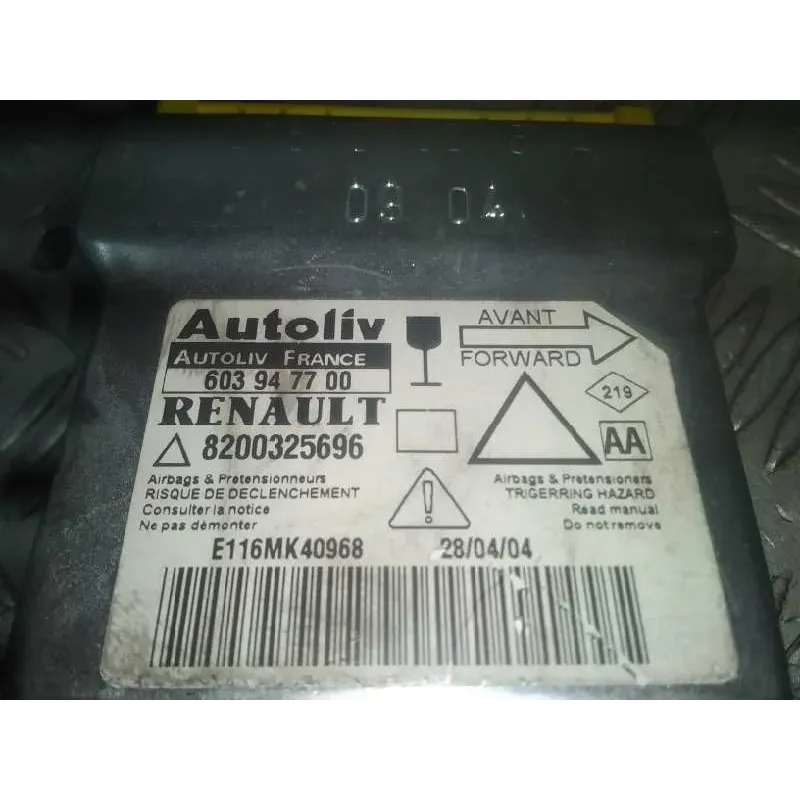 03 04
Autoliv
AUTOLIV FRANCE
603 94 77 00
RENAULT
8200325696
AVANT
FORWARD
219
AA
Airbags & Pretensionneurs
RISQUE DE DECLENCHEMENT
Consulter la notice
Ne pas démonter
Airbags & Pretensioners
TRIGERRING HAZARD
Read manual
Do not remove
E116MK40968
28/04/04